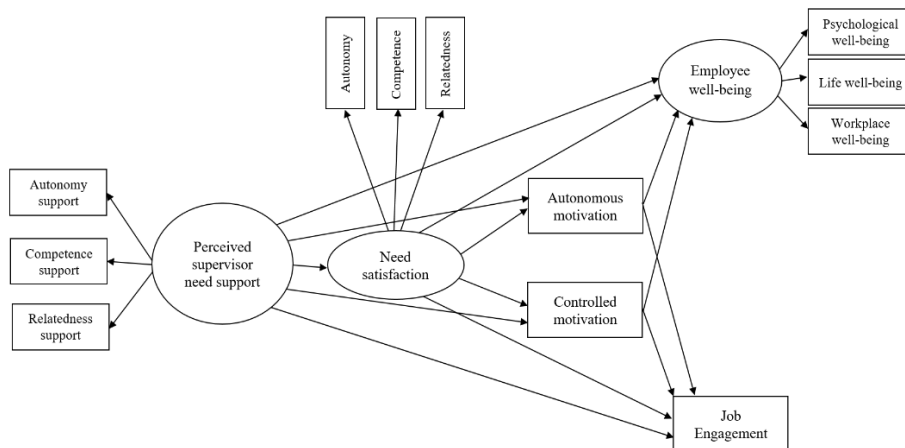 Autonomy
Competence
Relatedness
Psychological
well-being
Life well-being
Workplace
well-being
Employee
well-being
Autonomy
support
Competence
support
Relatedness
support
Perceived
supervisor
need support
Need
satisfaction
Autonomous
motivation
Controlled
motivation
Job
Engagement